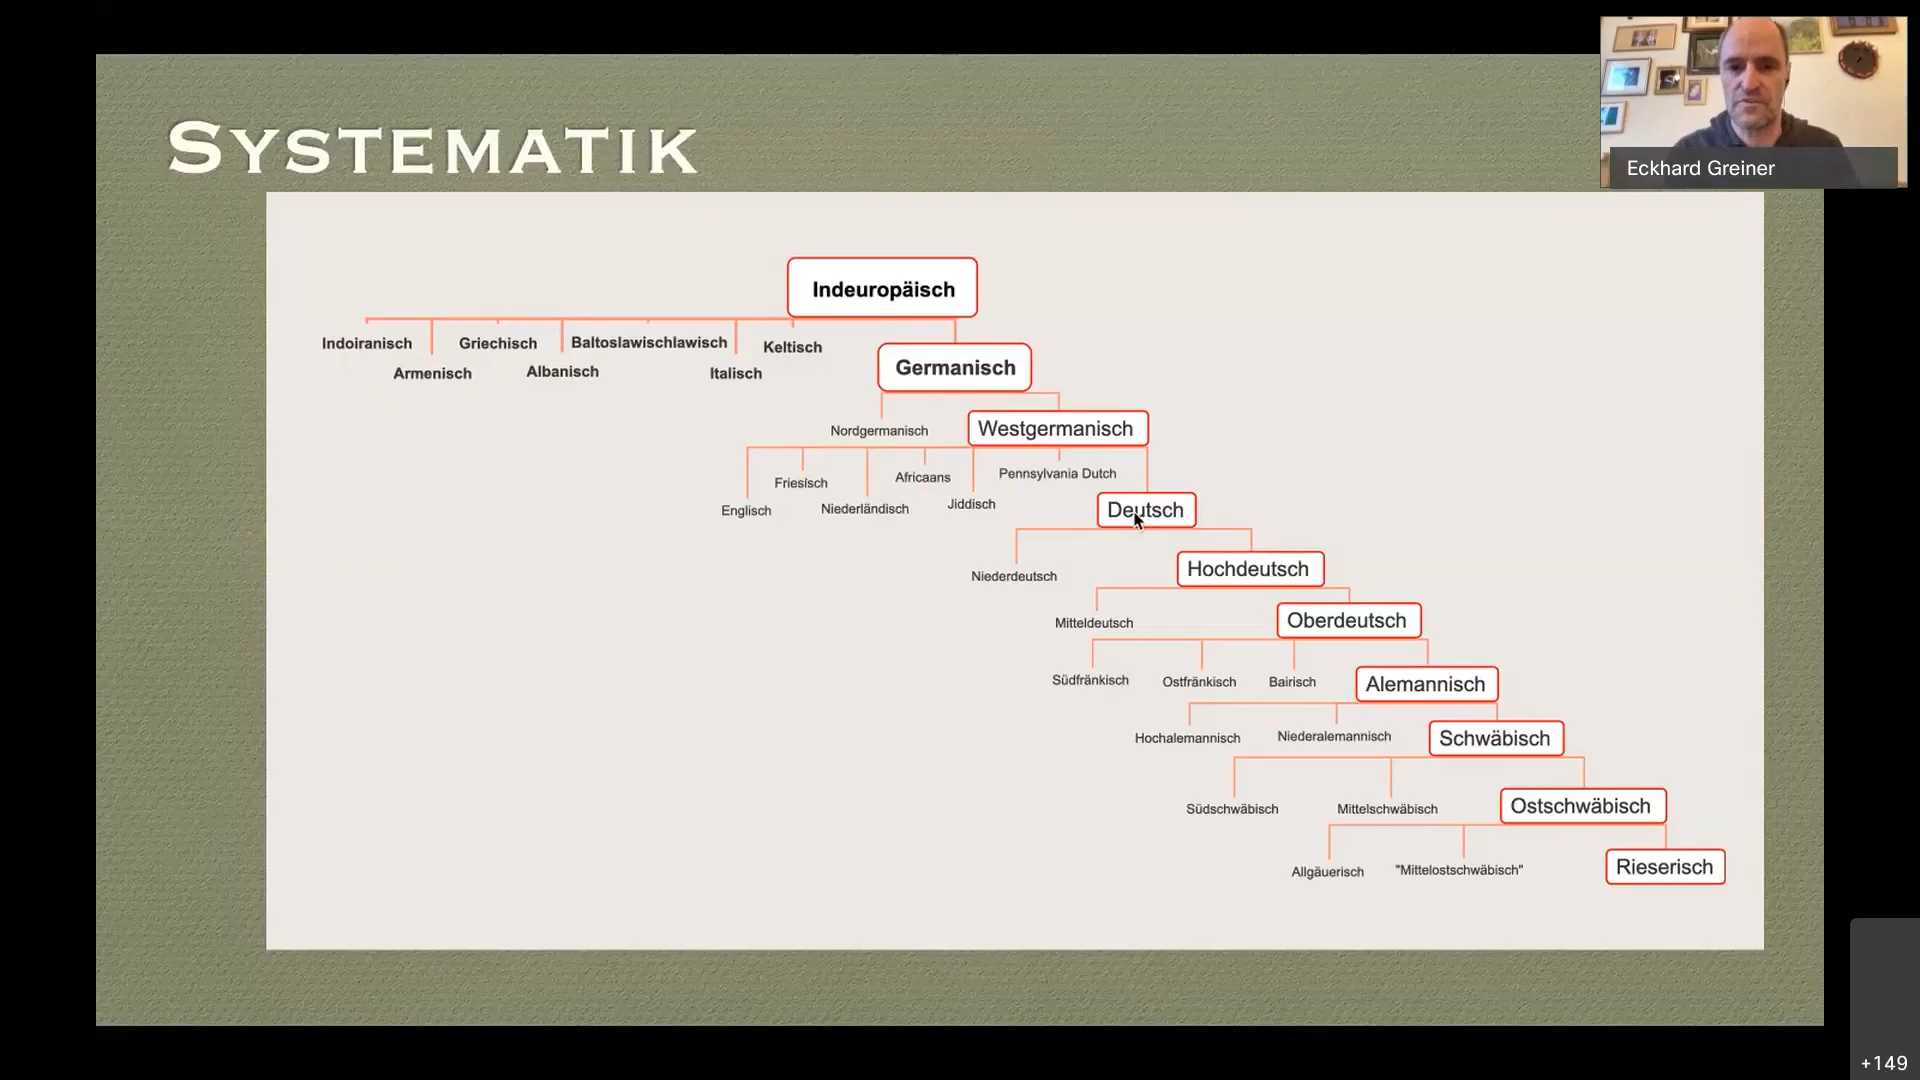 SYSTEMATIK
Eckhard Greiner
Indeuropäisch
Indoiranisch
Armenisch
Griechisch
Albanisch
Baltoslawischlawisch
Italisch
Keltisch
Germanisch
Nordgermanisch
Westgermanisch
Englisch
Friesisch
Niederländisch
Africaans
Jiddisch
Pennsylvania Dutch
Deutsch
Niederdeutsch
Hochdeutsch
Mitteldeutsch
Oberdeutsch
Südfränkisch
Ostfränkisch
Bairisch
Alemannisch
Hochalemannisch
Niederalemannisch
Schwäbisch
Südschwäbisch
Mittelschwäbisch
Ostschwäbisch
Allgäuerisch
"Mittelostschwäbisch"
Rieserisch
+149